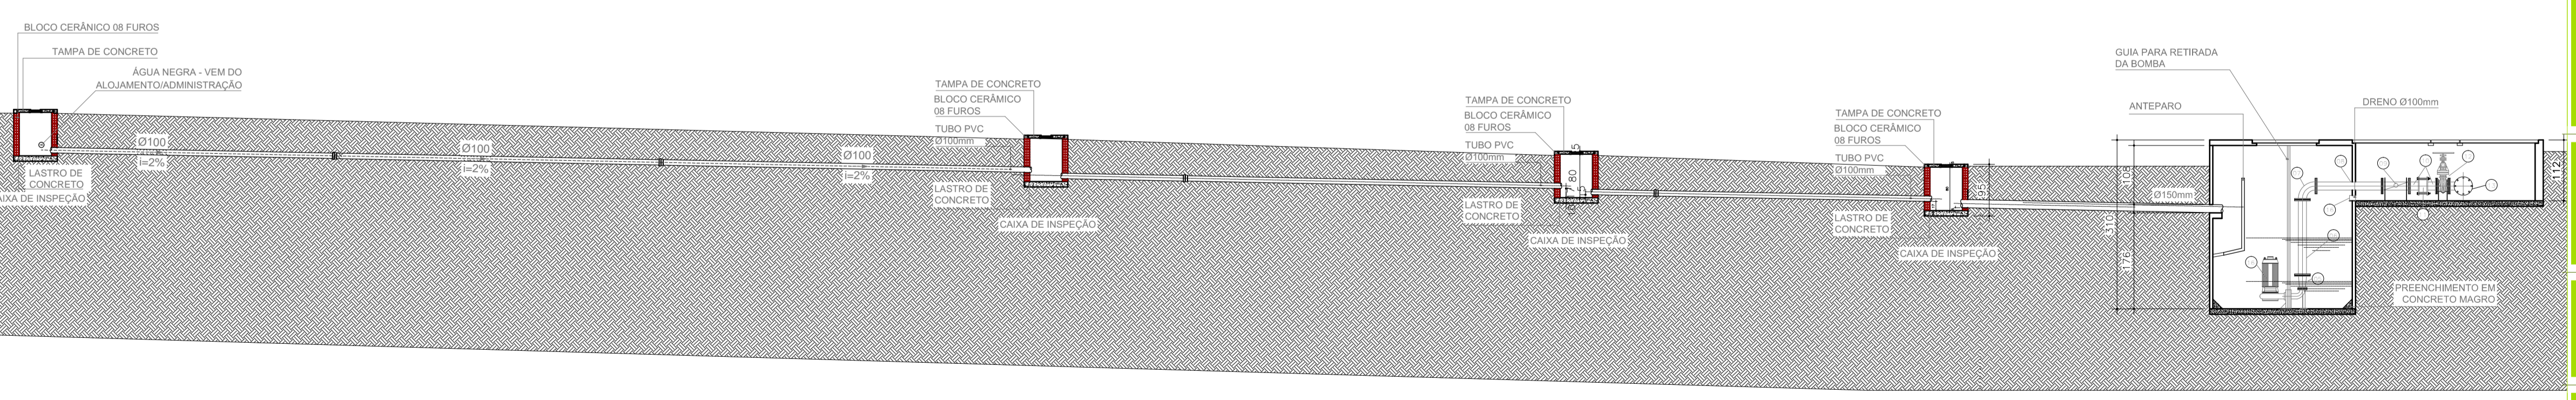 BLOCO CERÂNICO 08 FUROS
TAMPA DE CONCRETO
ÁGUA NEGRA - VEM DO
ALOJAMENTO/ADMINISTRAÇÃO
Ø100
i=2%
LASTRO DE
CONCRETO
AIXA DE INSPEÇÃO
Ø100
i=2%
Ø100
i=2%
TAMPA DE CONCRETO
BLOCO CERÂMICO
08 FUROS
TUBO PVC
Ø100mm
LASTRO DE
CONCRETO
CAIXA DE INSPEÇÃO
TAMPA DE CONCRETO
BLOCO CERÂMICO
08 FUROS
TUBO PVC
Ø100mm
5
80
LASTRO DE
CONCRETO
CAIXA DE INSPEÇÃO
TAMPA DE CONCRETO
BLOCO CERÂMICO
08 FUROS
TUBO PVC
Ø100mm
95
LASTRO DE
CONCRETO
CAIXA DE INSPEÇÃO
GUIA PARA RETIRADA
DA BOMBA
ANTEPARO
DRENO Ø100mm
Ø150mm
310
108
176
112
PREENCHIMENTO EM
CONCRETO MAGRO